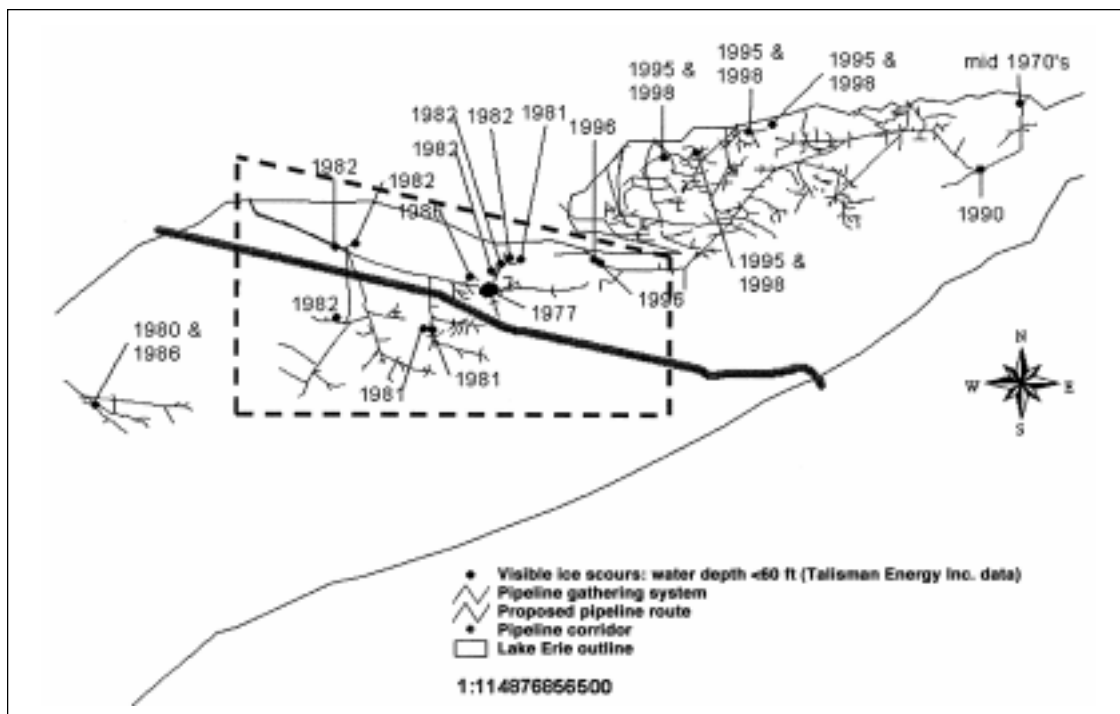 1995 &
1998
1995 &
1998
1995 &
1998
mid 1970's
1982
1982
1981
1996
1982
1982
1982
1990
1995 &
1998
1996
1977
1982
1980 &
1986
1981
1981
N
W
E
S
Visible ice scours: water depth <60 ft (Talisman Energy Inc. data)
Pipeline gathering system
Proposed pipeline route
Pipeline corridor
Lake Erie outline
1:114876856500